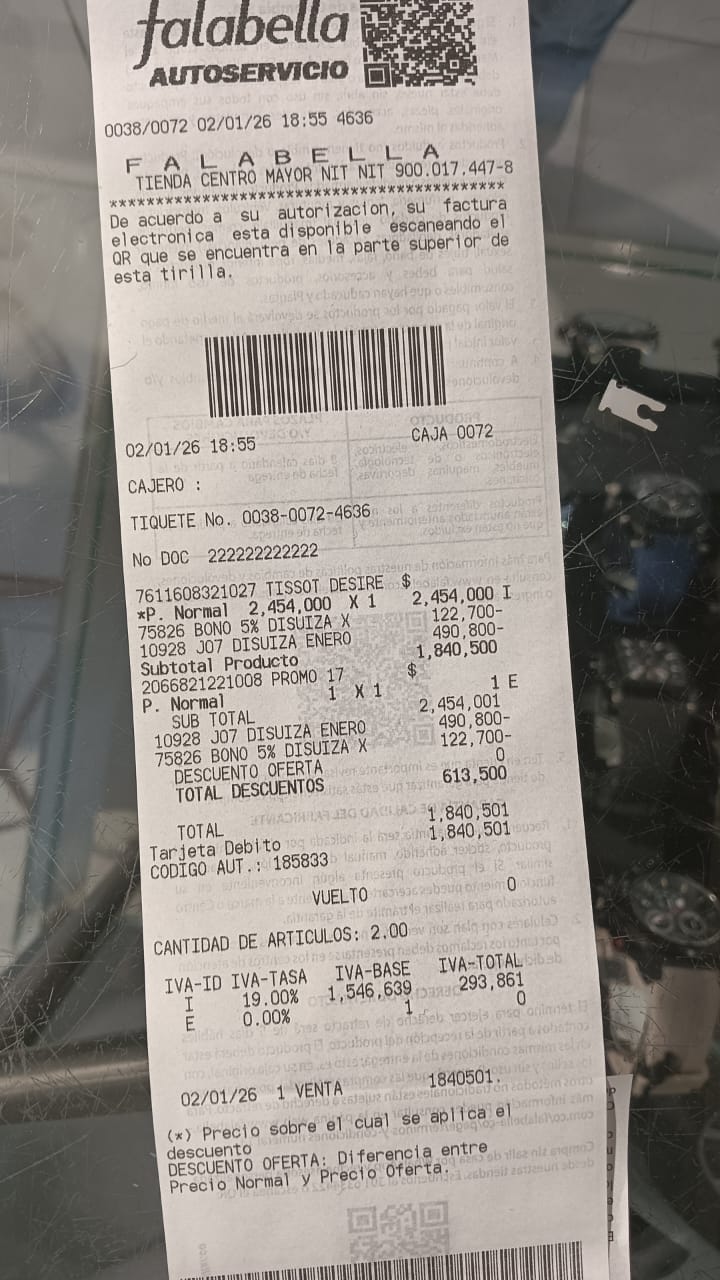 falabella
AUTOSERVICIO
0038/0072 02/01/26 18:55 4636
F A L A B E L L A
TIENDA CENTRO MAYOR NIT NIT 900.017.447-8
******************************************
De acuerdo a su autorizacion, su factura
electronica esta disponible escaneando el
QR que se encuentra en la parte superior de
esta tirilla.
02/01/26 18:55 CAJA 0072
CAJERO :
TIQUETE No. 0038-0072-4636
No DOC 222222222222
7611608321027 TISSOT DESIRE $
*P. Normal 2,454,000 X 1 2,454,000 I
75826 BONO 5% DISUIZA X 122,700-
10928 J07 DISUIZA ENERO 490,800-
Subtotal Producto 1,840,500
2066821221008 PROMO 17 $
P. Normal 1 X 1 1 E
SUB TOTAL 2,454,001
10928 J07 DISUIZA ENERO 490,800-
75826 BONO 5% DISUIZA X 122,700-
DESCUENTO OFERTA 0
TOTAL DESCUENTOS 613,500
TOTAL 1,840,501
Tarjeta Debito 1,840,501
CODIGO AUT.: 185833
VUELTO 0
CANTIDAD DE ARTICULOS: 2.00
IVA-ID IVA-TASA IVA-BASE IVA-TOTAL
I 19.00% 1,546,639 293,861
E 0.00% 1 0
02/01/26 1 VENTA 1840501.
(*) Precio sobre el cual se aplica el
descuento
DESCUENTO OFERTA: Diferencia entre
Precio Normal y Precio Oferta.